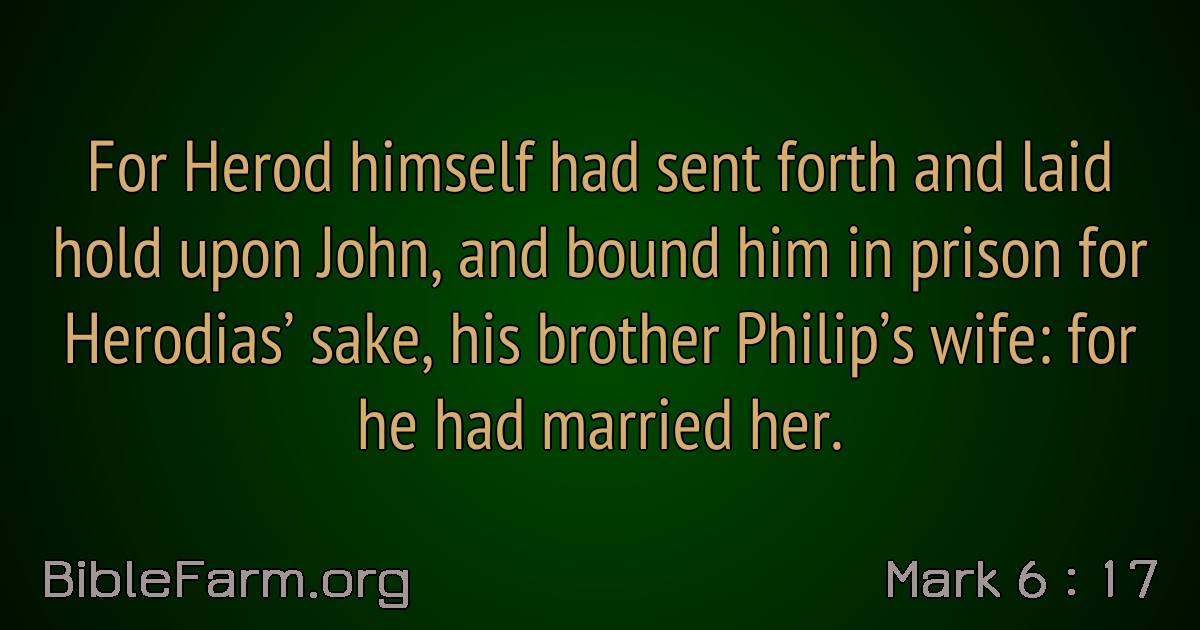 For Herod himself had sent forth and laid
hold upon John, and bound him in prison for
Herodias’ sake, his brother Philip’s wife: for
he had married her.
BibleFarm.org
Mark 6 : 17